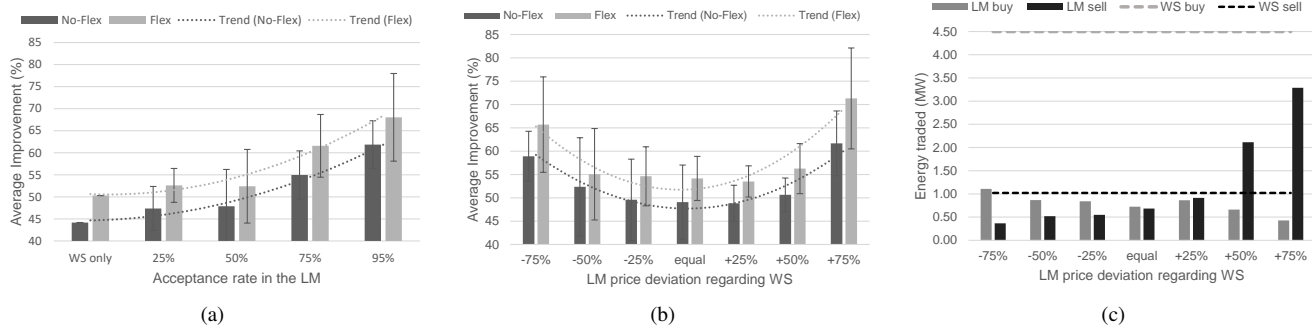 No-Flex Flex Trend (No-Flex) Trend (Flex)
Average Improvement (%)
85
80
75
70
65
60
55
50
45
40
WS only 25% 50% 75% 95%
Acceptance rate in the LM
(a)
No-Flex Flex Trend (No-Flex) Trend (Flex)
Average Improvement (%)
85
80
75
70
65
60
55
50
45
40
-75% -50% -25% equal +25% +50% +75%
LM price deviation regarding WS
(b)
LM buy LM sell WS buy WS sell
Energy traded (MW)
4.50
4.00
3.50
3.00
2.50
2.00
1.50
1.00
0.50
0.00
-75% -50% -25% equal +25% +50% +75%
LM price deviation regarding WS
(c)